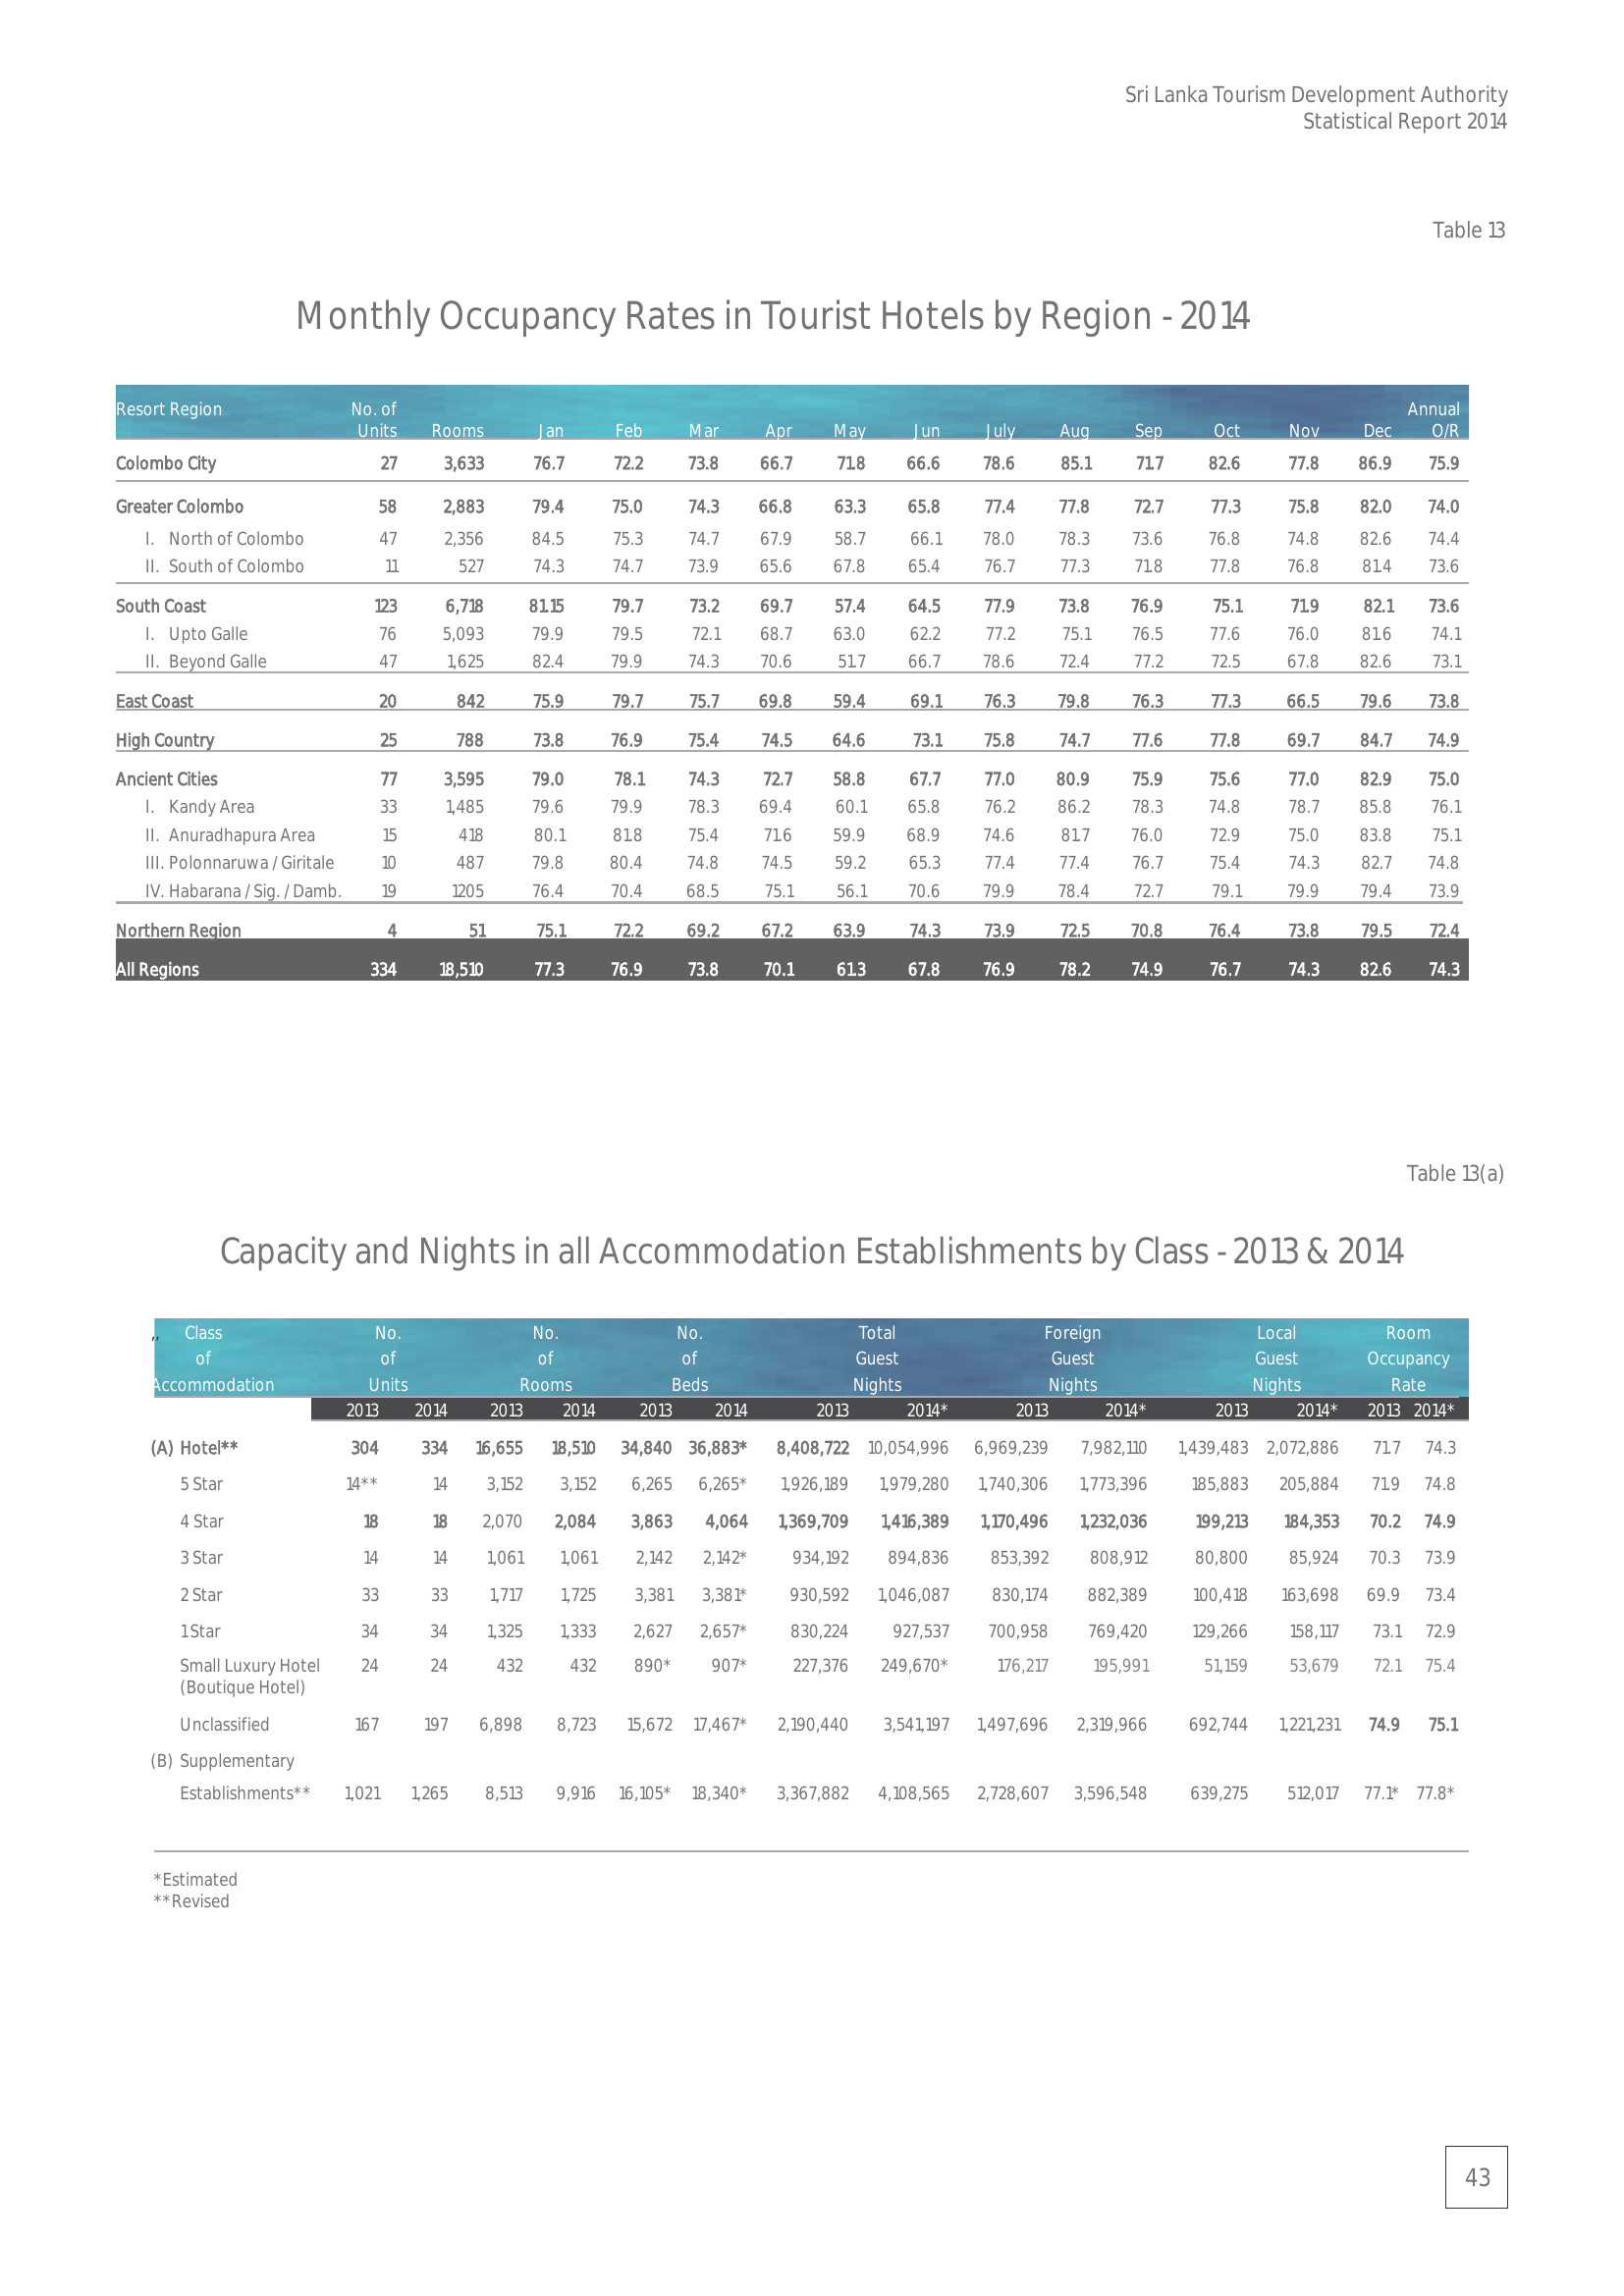 Sri Lanka Tourism Development Authority
Statistical Report 2014
Table 13
Monthly Occupancy Rates in Tourist Hotels by Region - 2014
Resort Region No. of Annual
Units Rooms Jan Feb Mar Apr May Jun July Aug Sep Oct Nov Dec O/R
Colombo City 27 3,633 76.7 72.2 73.8 66.7 71.8 66.6 78.6 85.1 71.7 82.6 77.8 86.9 75.9
Greater Colombo 58 2,883 79.4 75.0 74.3 66.8 63.3 65.8 77.4 77.8 72.7 77.3 75.8 82.0 74.0
I. North of Colombo 47 2,356 84.5 75.3 74.7 67.9 58.7 66.1 78.0 78.3 73.6 76.8 74.8 82.6 74.4
II. South of Colombo 11 527 74.3 74.7 73.9 65.6 67.8 65.4 76.7 77.3 71.8 77.8 76.8 81.4 73.6
South Coast 123 6,718 81.15 79.7 73.2 69.7 57.4 64.5 77.9 73.8 76.9 75.1 71.9 82.1 73.6
I. Upto Galle 76 5,093 79.9 79.5 72.1 68.7 63.0 62.2 77.2 75.1 76.5 77.6 76.0 81.6 74.1
II. Beyond Galle 47 1,625 82.4 79.9 74.3 70.6 51.7 66.7 78.6 72.4 77.2 72.5 67.8 82.6 73.1
East Coast 20 842 75.9 79.7 75.7 69.8 59.4 69.1 76.3 79.8 76.3 77.3 66.5 79.6 73.8
High Country 25 788 73.8 76.9 75.4 74.5 64.6 73.1 75.8 74.7 77.6 77.8 69.7 84.7 74.9
Ancient Cities 77 3,595 79.0 78.1 74.3 72.7 58.8 67.7 77.0 80.9 75.9 75.6 77.0 82.9 75.0
I. Kandy Area 33 1,485 79.6 79.9 78.3 69.4 60.1 65.8 76.2 86.2 78.3 74.8 78.7 85.8 76.1
II. Anuradhapura Area 15 418 80.1 81.8 75.4 71.6 59.9 68.9 74.6 81.7 76.0 72.9 75.0 83.8 75.1
III. Polonnaruwa / Giritale 10 487 79.8 80.4 74.8 74.5 59.2 65.3 77.4 77.4 76.7 75.4 74.3 82.7 74.8
IV. Habarana / Sig. / Damb. 19 1205 76.4 70.4 68.5 75.1 56.1 70.6 79.9 78.4 72.7 79.1 79.9 79.4 73.9
Northern Region 4 51 75.1 72.2 69.2 67.2 63.9 74.3 73.9 72.5 70.8 76.4 73.8 79.5 72.4
All Regions 334 18,510 77.3 76.9 73.8 70.1 61.3 67.8 76.9 78.2 74.9 76.7 74.3 82.6 74.3
Table 13(a)
Capacity and Nights in all Accommodation Establishments by Class - 2013 & 2014
,, Class No. No. No. Total Foreign Local Room
of of of of Guest Guest Guest Occupancy
Accommodation Units Rooms Beds Nights Nights Nights Rate
2013 2014 2013 2014 2013 2014 2013 2014* 2013 2014* 2013 2014* 2013 2014*
(A) Hotel** 304 334 16,655 18,510 34,840 36,883* 8,408,722 10,054,996 6,969,239 7,982,110 1,439,483 2,072,886 71.7 74.3
5 Star 14** 14 3,152 3,152 6,265 6,265* 1,926,189 1,979,280 1,740,306 1,773,396 185,883 205,884 71.9 74.8
4 Star 18 18 2,070 2,084 3,863 4,064 1,369,709 1,416,389 1,170,496 1,232,036 199,213 184,353 70.2 74.9
3 Star 14 14 1,061 1,061 2,142 2,142* 934,192 894,836 853,392 808,912 80,800 85,924 70.3 73.9
2 Star 33 33 1,717 1,725 3,381 3,381* 930,592 1,046,087 830,174 882,389 100,418 163,698 69.9 73.4
1 Star 34 34 1,325 1,333 2,627 2,657* 830,224 927,537 700,958 769,420 129,266 158,117 73.1 72.9
Small Luxury Hotel 24 24 432 432 890* 907* 227,376 249,670* 176,217 195,991 51,159 53,679 72.1 75.4
(Boutique Hotel)
Unclassified 167 197 6,898 8,723 15,672 17,467* 2,190,440 3,541,197 1,497,696 2,319,966 692,744 1,221,231 74.9 75.1
(B) Supplementary
Establishments** 1,021 1,265 8,513 9,916 16,105* 18,340* 3,367,882 4,108,565 2,728,607 3,596,548 639,275 512,017 77.1* 77.8*
*Estimated
**Revised
43